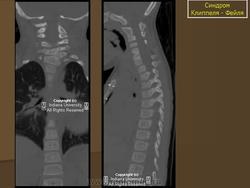 Синдром
Клиппеля - Фейля
Copyright (c)
Indiana University
All Rights Reserved
Copyright (c)
Indiana University
All Rights Reserved